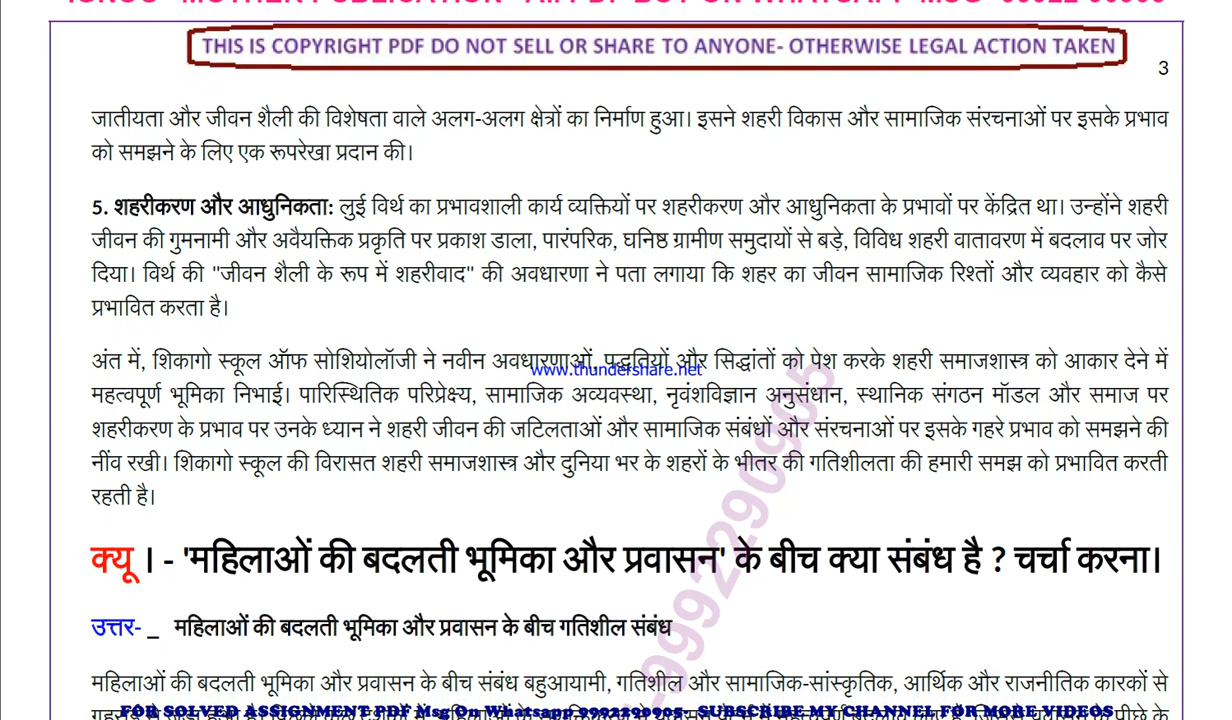 THIS IS COPYRIGHT PDF DO NOT SELL OR SHARE TO ANYONE- OTHERWISE LEGAL ACTION TAKEN
3
जातीयता और जीवन शैली की विशेषता वाले अलग-अलग क्षेत्रों का निर्माण हुआ। इसने शहरी विकास और सामाजिक संरचनाओं पर इसके प्रभाव
को समझने के लिए एक रूपरेखा प्रदान की।
5. शहरीकरण और आधुनिकता: लुई विर्थ का प्रभावशाली कार्य व्यक्तियों पर शहरीकरण और आधुनिकता के प्रभावों पर केंद्रित था। उन्होंने शहरी
जीवन की गुमनामी और अवैयक्तिक प्रकृति पर प्रकाश डाला, पारंपरिक, घनिष्ठ ग्रामीण समुदायों से बड़े, विविध शहरी वातावरण में बदलाव पर जोर
दिया। विर्थ की "जीवन शैली के रूप में शहरीवाद" की अवधारणा ने पता लगाया कि शहर का जीवन सामाजिक रिश्तों और व्यवहार को कैसे
प्रभावित करता है।
अंत में, शिकागो स्कूल ऑफ सोशियोलॉजी ने नवीन अवधारणाओं, पद्धतियों और सिद्धांतों को पेश करके शहरी समाजशास्त्र को आकार देने में
www.thundershare.net
महत्वपूर्ण भूमिका निभाई। पारिस्थितिक परिप्रेक्ष्य, सामाजिक अव्यवस्था, नृवंशविज्ञान अनुसंधान, स्थानिक संगठन मॉडल और समाज पर
शहरीकरण के प्रभाव पर उनके ध्यान ने शहरी जीवन की जटिलताओं और सामाजिक संबंधों और संरचनाओं पर इसके गहरे प्रभाव को समझने की
नींव रखी। शिकागो स्कूल की विरासत शहरी समाजशास्त्र और दुनिया भर के शहरों के भीतर की गतिशीलता की हमारी समझ को प्रभावित करती
रहती है।
-9992290905
क्यू । - 'महिलाओं की बदलती भूमिका और प्रवासन' के बीच क्या संबंध है ? चर्चा करना।
उत्तर- _ महिलाओं की बदलती भूमिका और प्रवासन के बीच गतिशील संबंध
महिलाओं की बदलती भूमिका और प्रवासन के बीच संबंध बहुआयामी, गतिशील और सामाजिक-सांस्कृतिक, आर्थिक और राजनीतिक कारकों से
FOR SOLVED ASSIGNMENT PDF Msg On Whatsapp 9992290905- SUBSCRIBE MY CHANNEL FOR MORE VIDEOS